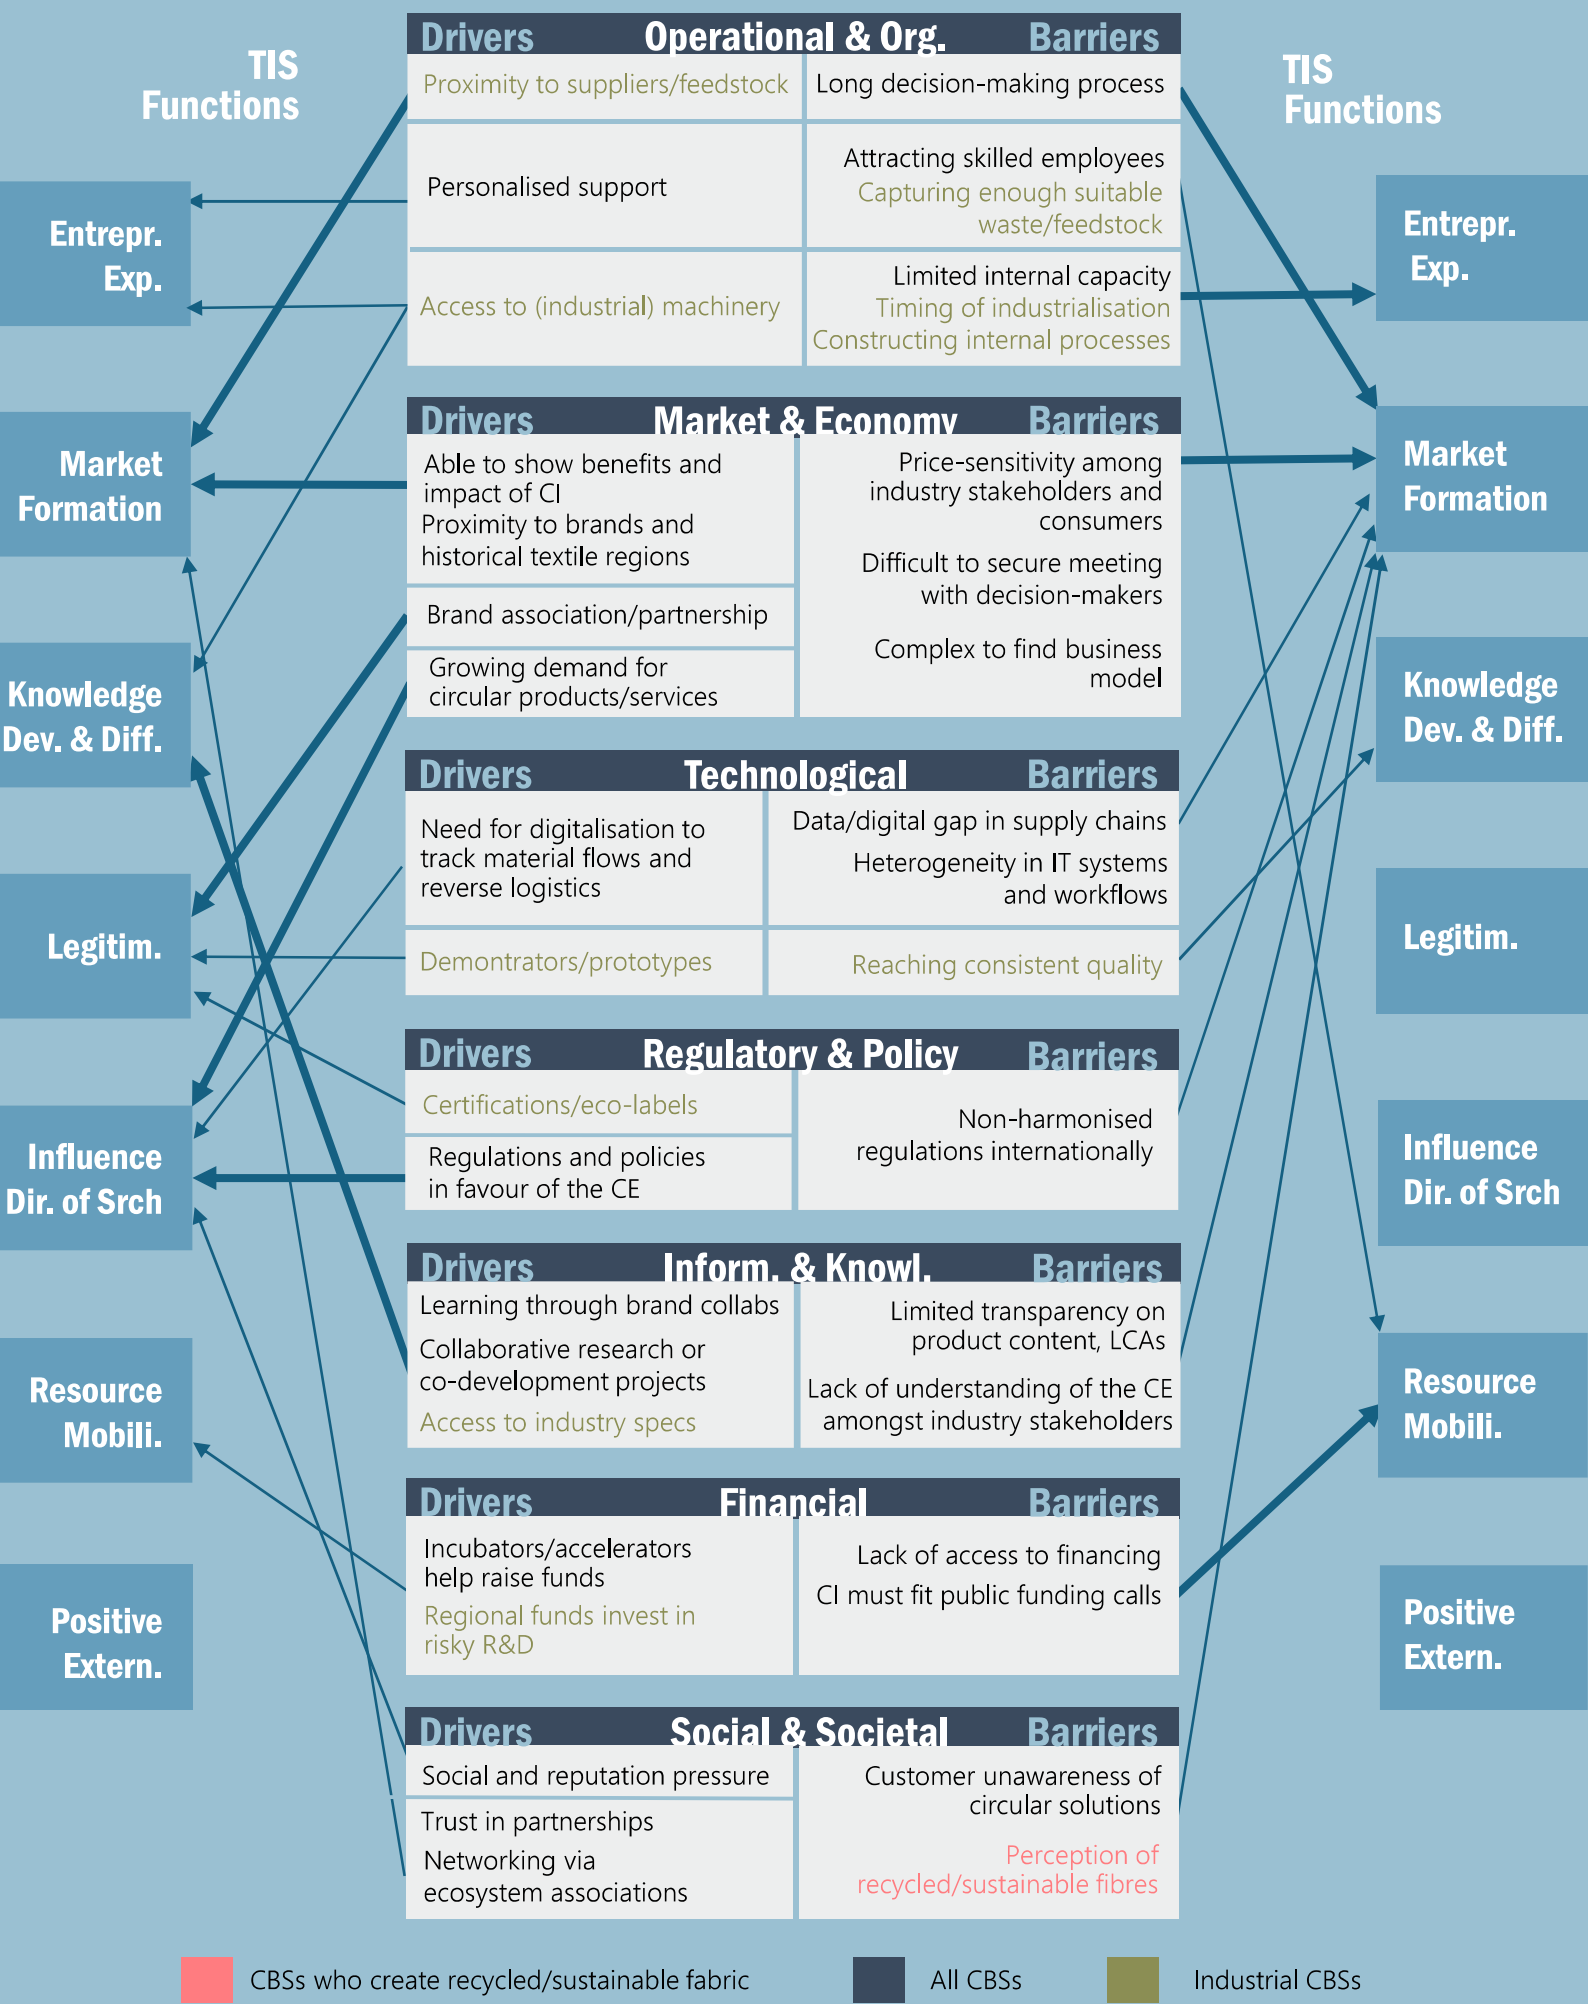 TIS
Functions
Entrepr.
Exp.
Market
Formation
Knowledge
Dev. & Diff.
Legitim.
Influence
Dir. of Srch
Resource
Mobili.
Positive
Extern.
Drivers Operational & Org. Barriers
Proximity to suppliers/feedstock
Long decision-making process
Personalised support
Attracting skilled employees
Capturing enough suitable
waste/feedstock
Access to (industrial) machinery
Limited internal capacity
Timing of industrialisation
Constructing internal processes
Drivers Market & Economy Barriers
Able to show benefits and
impact of CI
Proximity to brands and
historical textile regions
Brand association/partnership
Growing demand for
circular products/services
Price-sensitivity among
industry stakeholders and
consumers
Difficult to secure meeting
with decision-makers
Complex to find business
model
Drivers Technological Barriers
Need for digitalisation to
track material flows and
reverse logistics
Demontrators/prototypes
Data/digital gap in supply chains
Heterogeneity in IT systems
and workflows
Reaching consistent quality
Drivers Regulatory & Policy Barriers
Certifications/eco-labels
Regulations and policies
in favour of the CE
Non-harmonised
regulations internationally
Drivers Inform. & Knowl. Barriers
Learning through brand collabs
Collaborative research or
co-development projects
Access to industry specs
Limited transparency on
product content, LCAs
Lack of understanding of the CE
amongst industry stakeholders
Drivers Financial Barriers
Incubators/accelerators
help raise funds
Regional funds invest in
risky R&D
Lack of access to financing
CI must fit public funding calls
Drivers Social & Societal Barriers
Social and reputation pressure
Trust in partnerships
Networking via
ecosystem associations
Customer unawareness of
circular solutions
Perception of
recycled/sustainable fibres
TIS
Functions
Entrepr.
Exp.
Market
Formation
Knowledge
Dev. & Diff.
Legitim.
Influence
Dir. of Srch
Resource
Mobili.
Positive
Extern.
CBSs who create recycled/sustainable fabric
All CBSs
Industrial CBSs